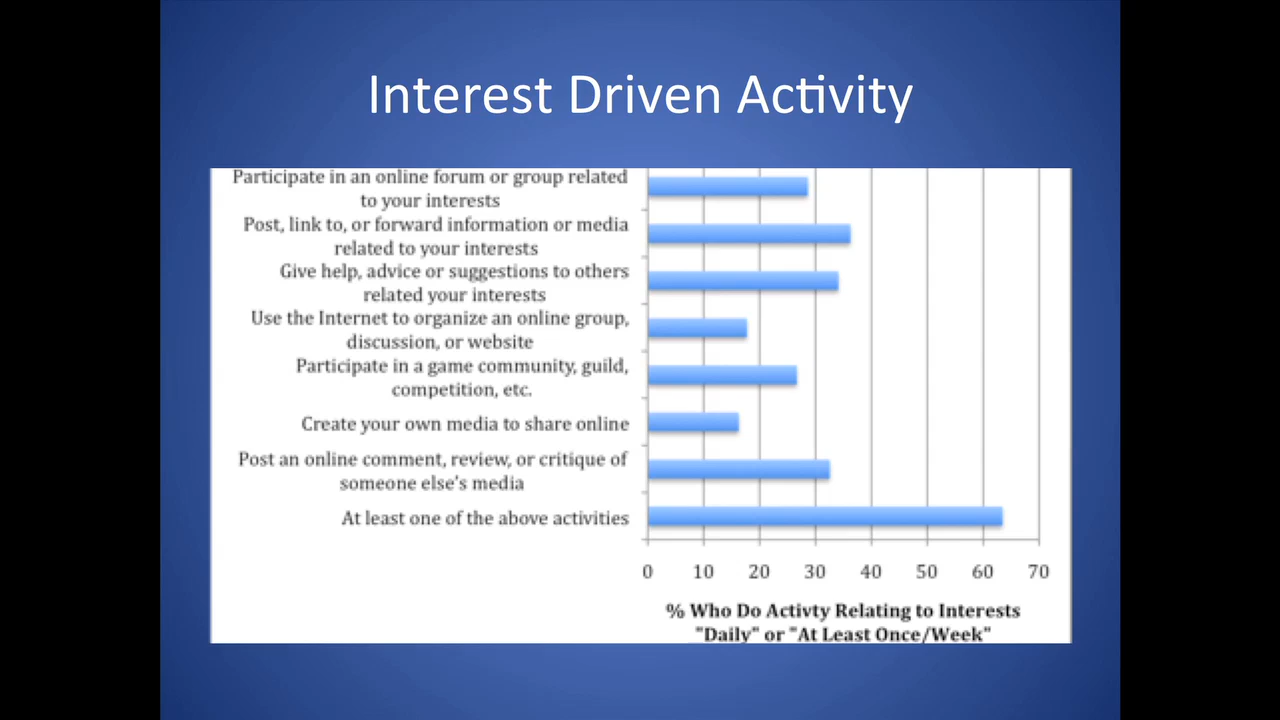 Interest Driven Activity
Participate in an online forum or group related
to your interests
Post, link to, or forward information or media
related to your interests
Give help, advice or suggestions to others
related your interests
Use the Internet to organize an online group,
discussion, or website
Participate in a game community, guild,
competition, etc.
Create your own media to share online
Post an online comment, review, or critique of
someone else's media
At least one of the above activities
0 10 20 30 40 50 60 70
% Who Do Activty Relating to Interests
"Daily" or "At Least Once/Week"